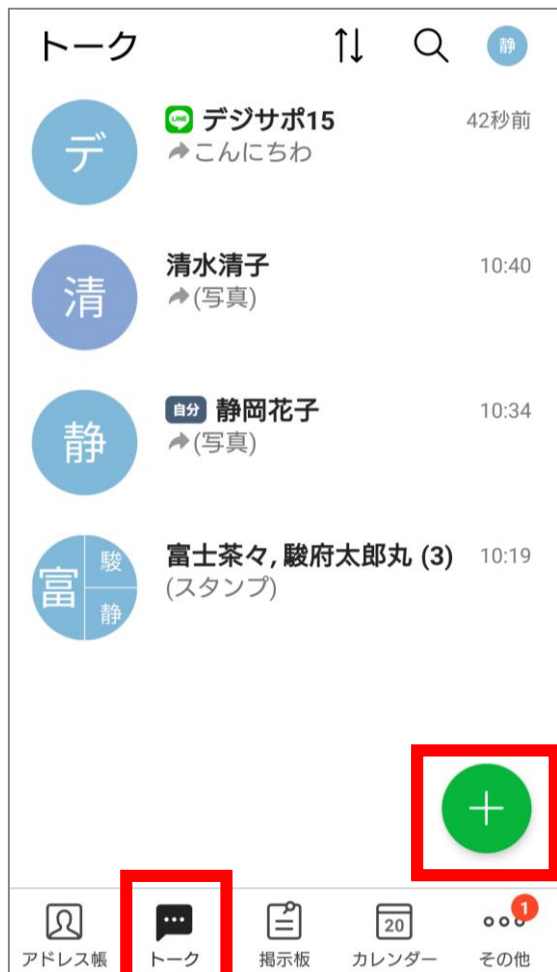 トーク
静
デ
LINE
デジサポ15
42秒前
こんにちわ
清
清水清子
10:40
(写真)
静
自分
静岡花子
10:34
(写真)
富
駿
静
富士茶々, 駿府太郎丸 (3)
10:19
(スタンプ)
アドレス帳
トーク
掲示板
20
カレンダー
1
その他